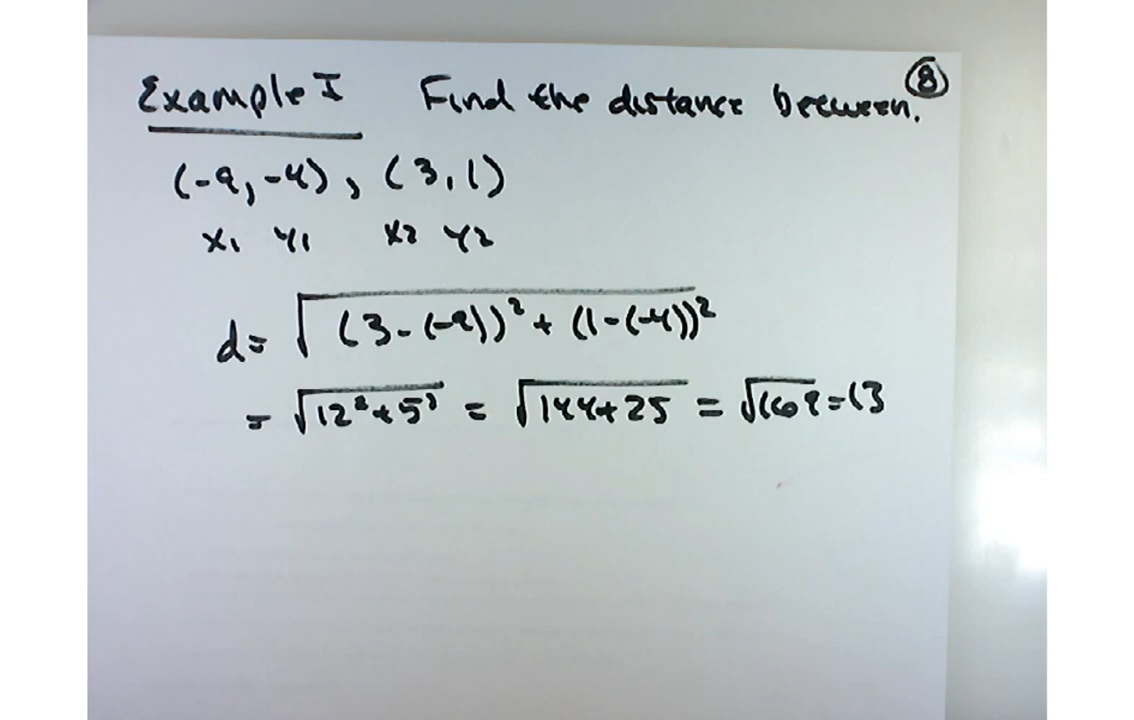 Example I Find the distance between. 8
(-9, -4), (3, 1)
x₁ y₁ x₂ y₂
d = √((3-(-9))² + (1-(-4))²)
= √(12² + 5²) = √(144+25) = √169 = 13